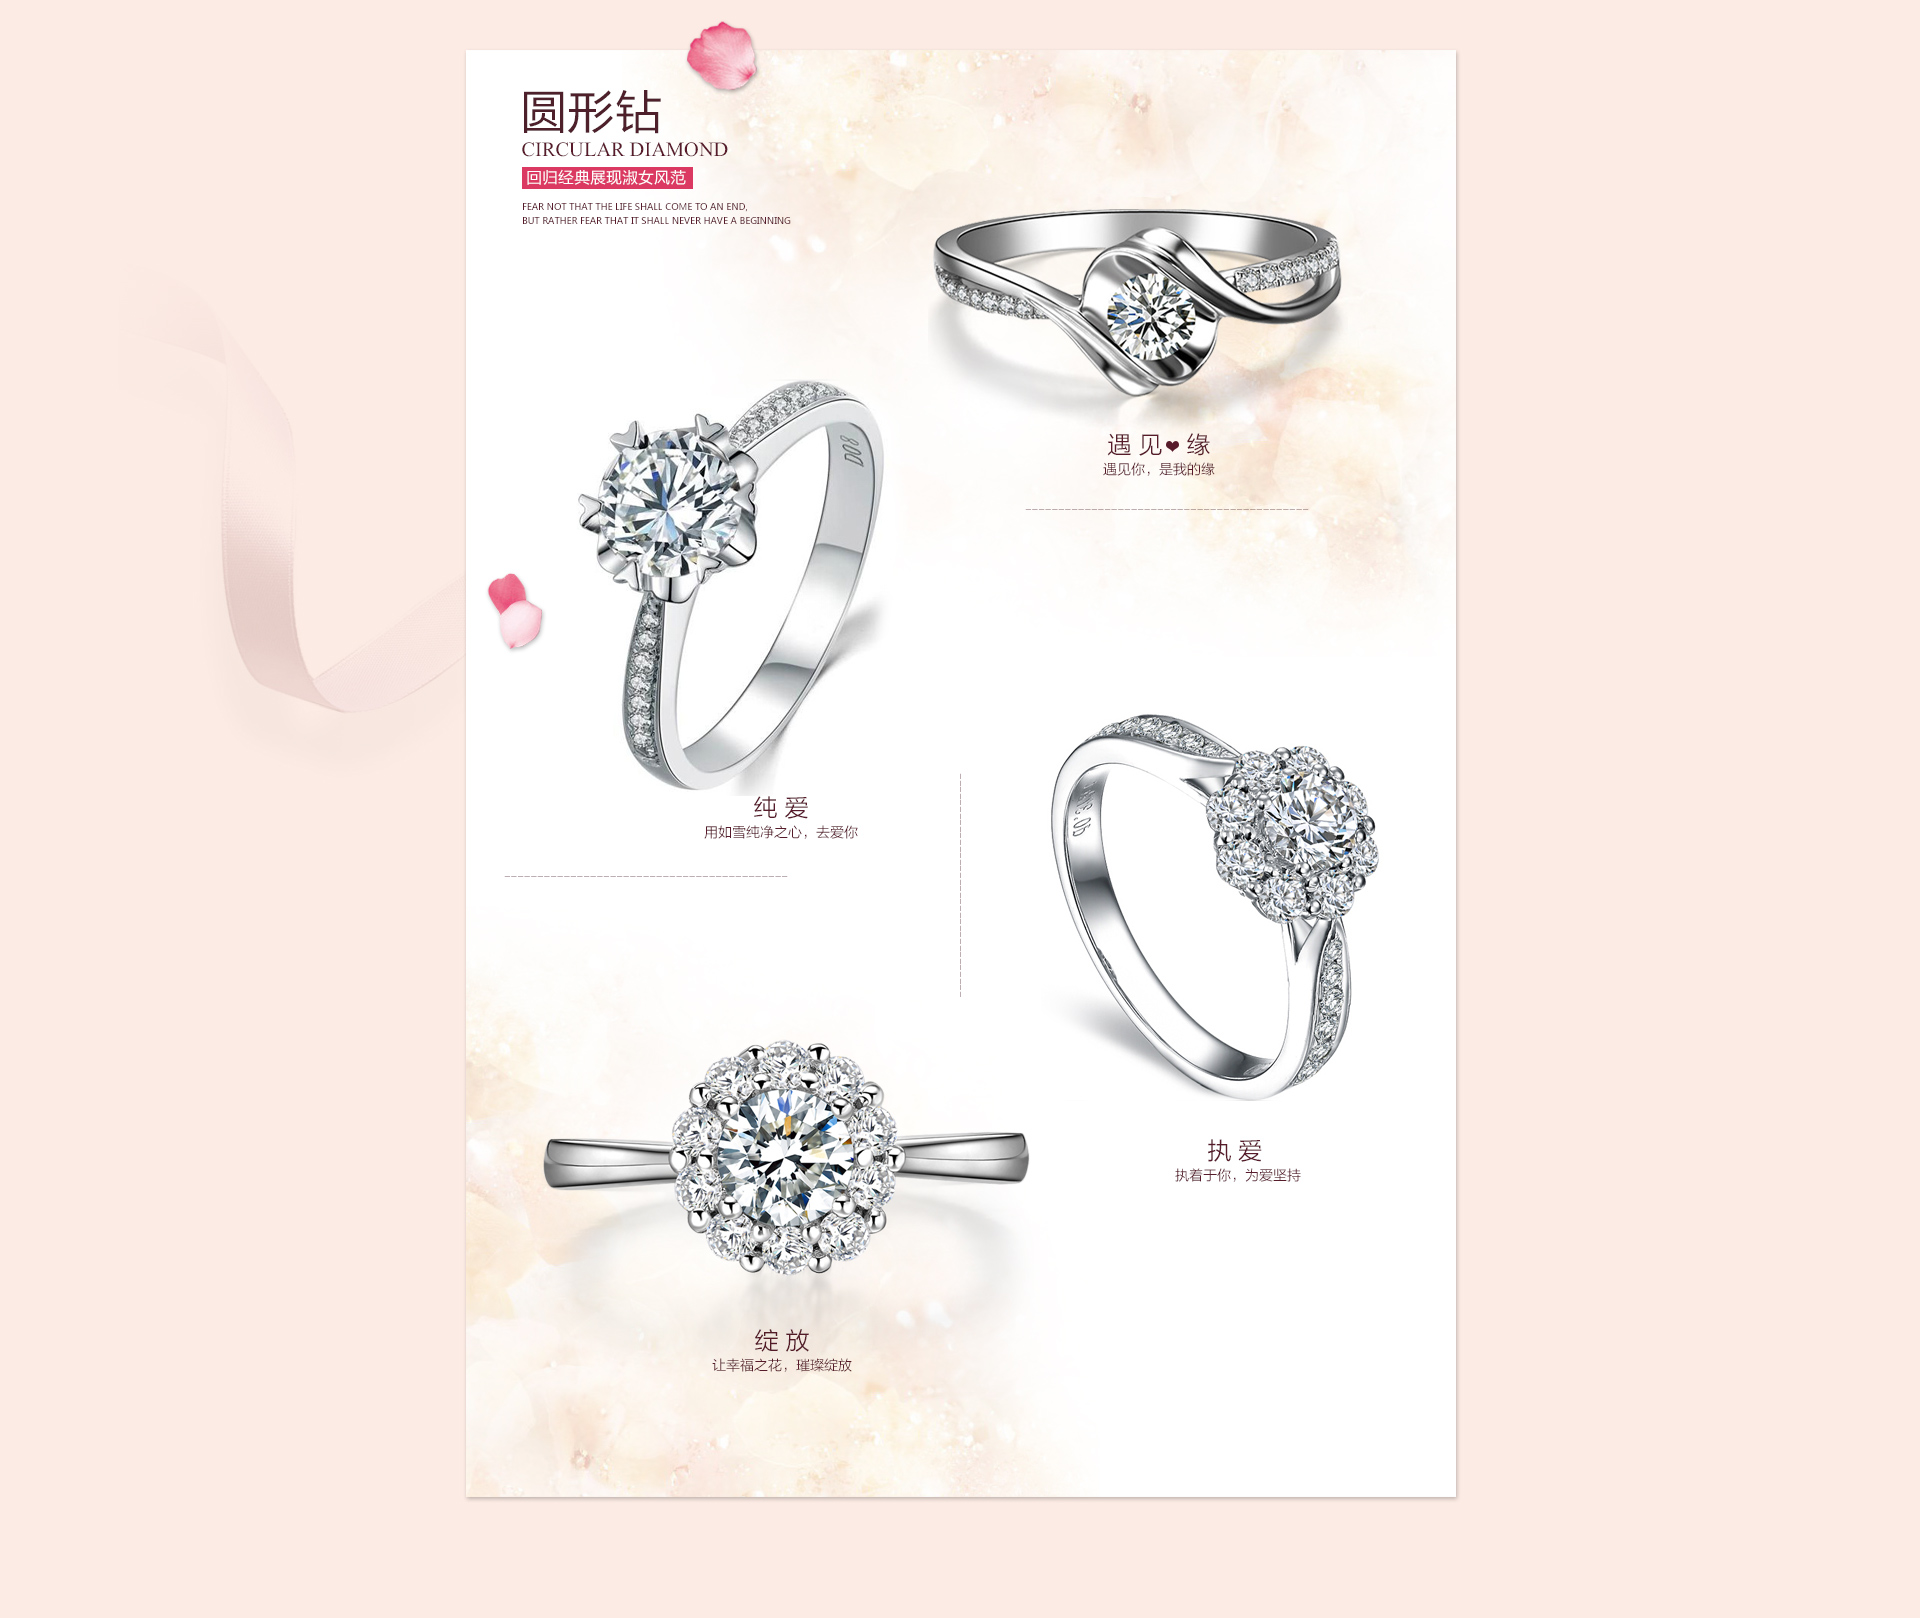 圆形钻
CIRCULAR DIAMOND
回归经典展现淑女风范
FEAR NOT THAT THE LIFE SHALL COME TO AN END,
BUT RATHER FEAR THAT IT SHALL NEVER HAVE A BEGINNING
遇见❤缘
遇见你，是我的缘
D08
纯爱
用如雪纯净之心，去爱你
执爱
执着于你，为爱坚持
绽放
让幸福之花，璀璨绽放